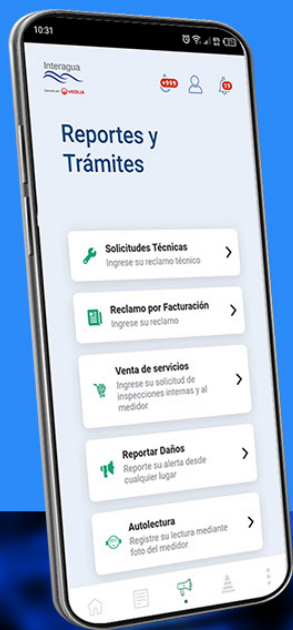 10:31
Interagua
VEOLIA
+999
19
Reportes y
Trámites
Solicitudes Técnicas
Ingrese su reclamo técnico
Reclamo por Facturación
Ingrese su reclamo
Venta de servicios
Ingrese su solicitud de
inspecciones internas y al
medidor
Reportar Daños
Reporte su alerta desde
cualquier lugar
Autolectura
Registre su lectura mediante
foto del medidor